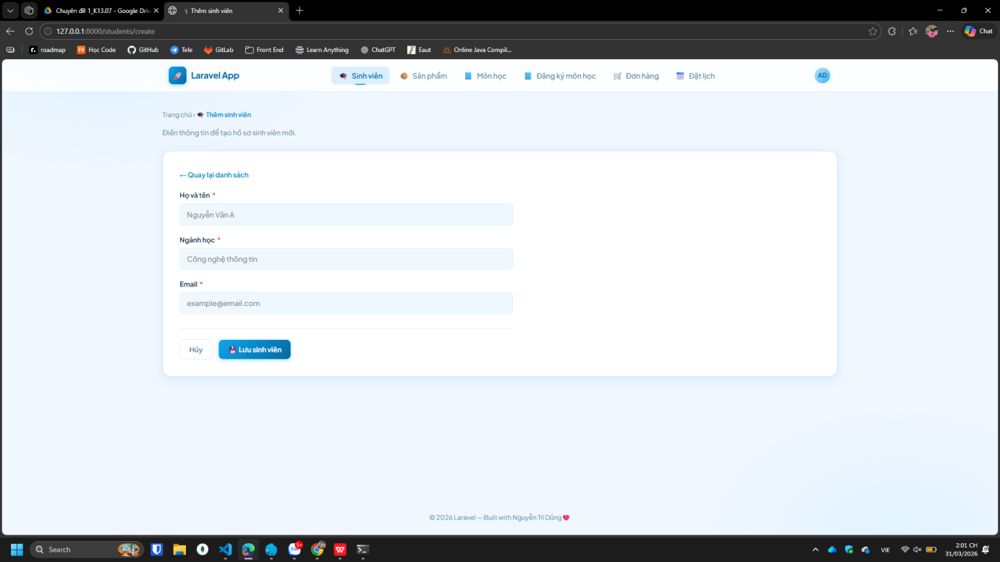 Chuyên đề 1_K13.07 - Google Driv
Thêm sinh viên
127.0.0.1:8000/students/create
Chat
roadmap
F8 Học Code
GitHub
Tele
GitLab
Front End
Learn Anything
ChatGPT
Eaut
Online Java Compil...
Laravel App
Sinh viên
Sản phẩm
Môn học
Đăng ký môn học
Đơn hàng
Đặt lịch
AD
Trang chủ › Thêm sinh viên
Điền thông tin để tạo hồ sơ sinh viên mới.
← Quay lại danh sách
Họ và tên *
Nguyễn Văn A
Ngành học *
Công nghệ thông tin
Email *
example@email.com
Hủy
Lưu sinh viên
© 2026 Laravel — Built with Nguyễn Trí Dũng
Search
Zalo
5+
VIE
2:01 CH
31/03/2026